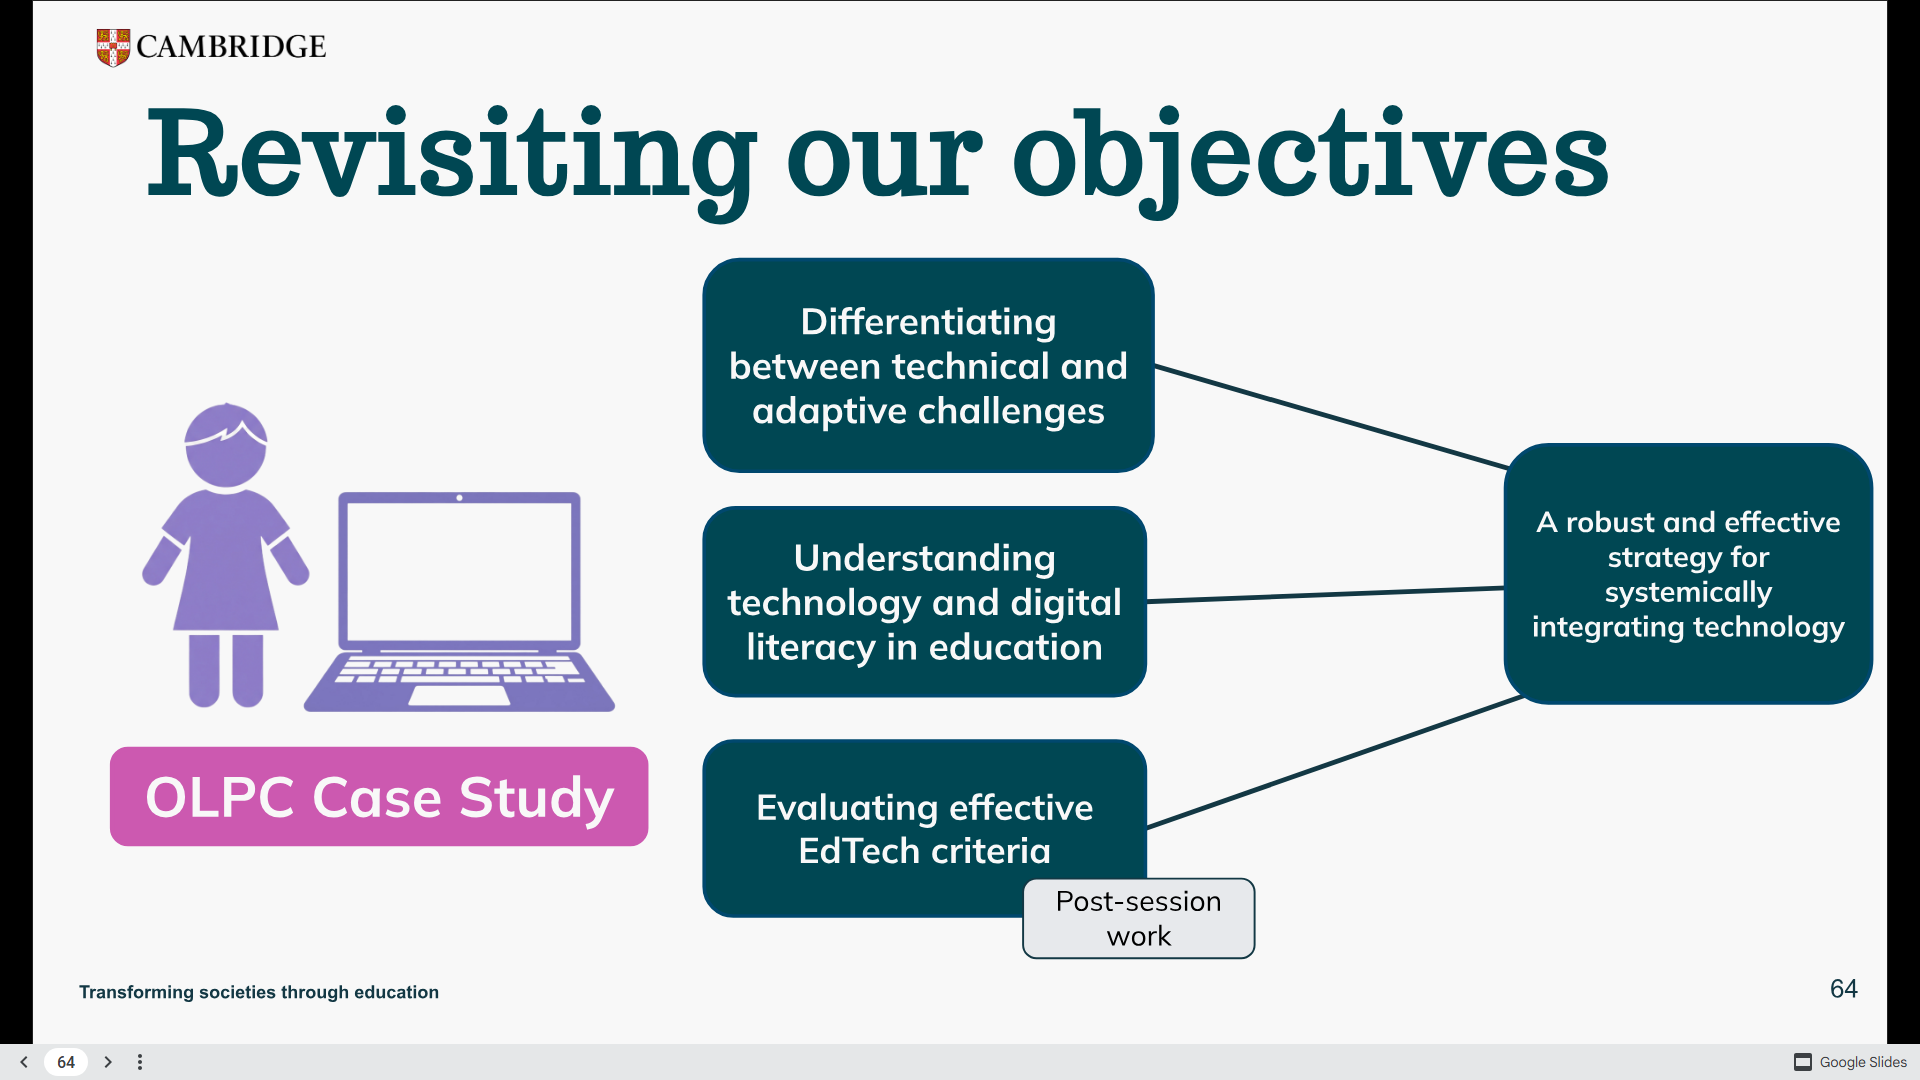 CAMBRIDGE
Revisiting our objectives
Differentiating
between technical and
adaptive challenges
Understanding
technology and digital
literacy in education
Evaluating effective
EdTech criteria
Post-session
work
A robust and effective
strategy for
systemically
integrating technology
OLPC Case Study
Transforming societies through education
64
64
Google Slides